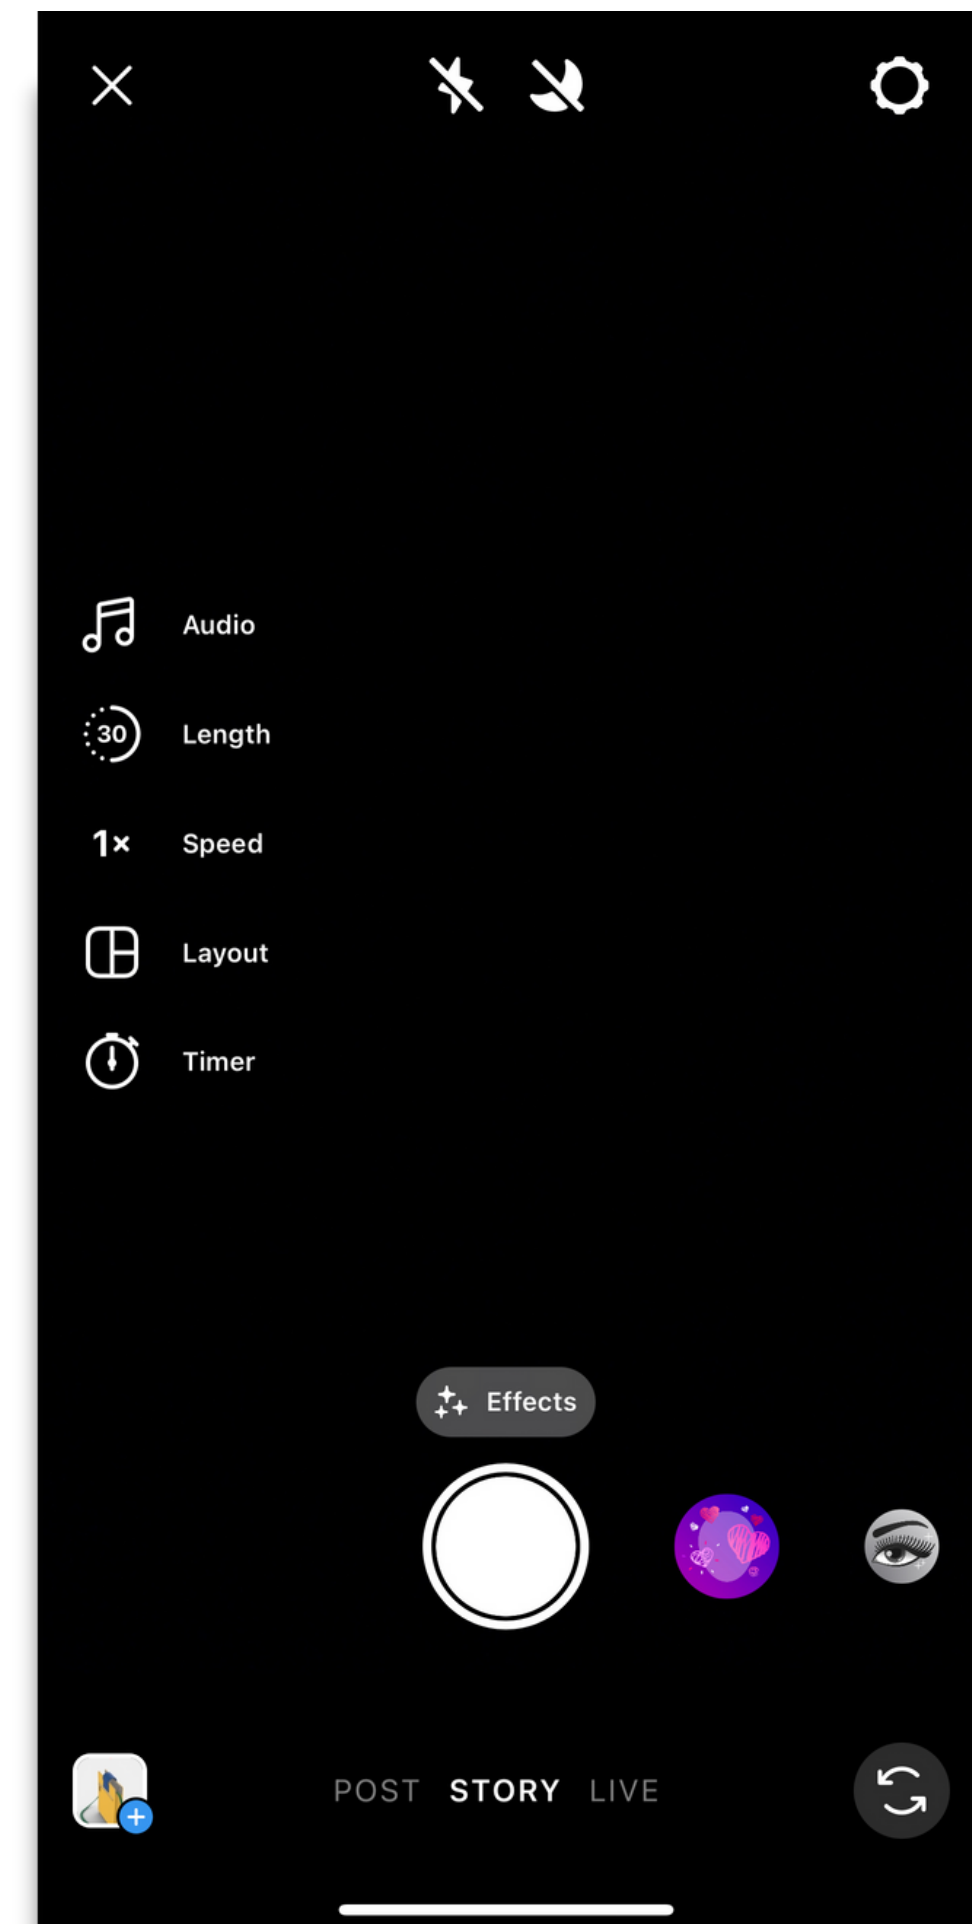 Audio
30 Length
1× Speed
Layout
Timer
Effects
POST STORY LIVE